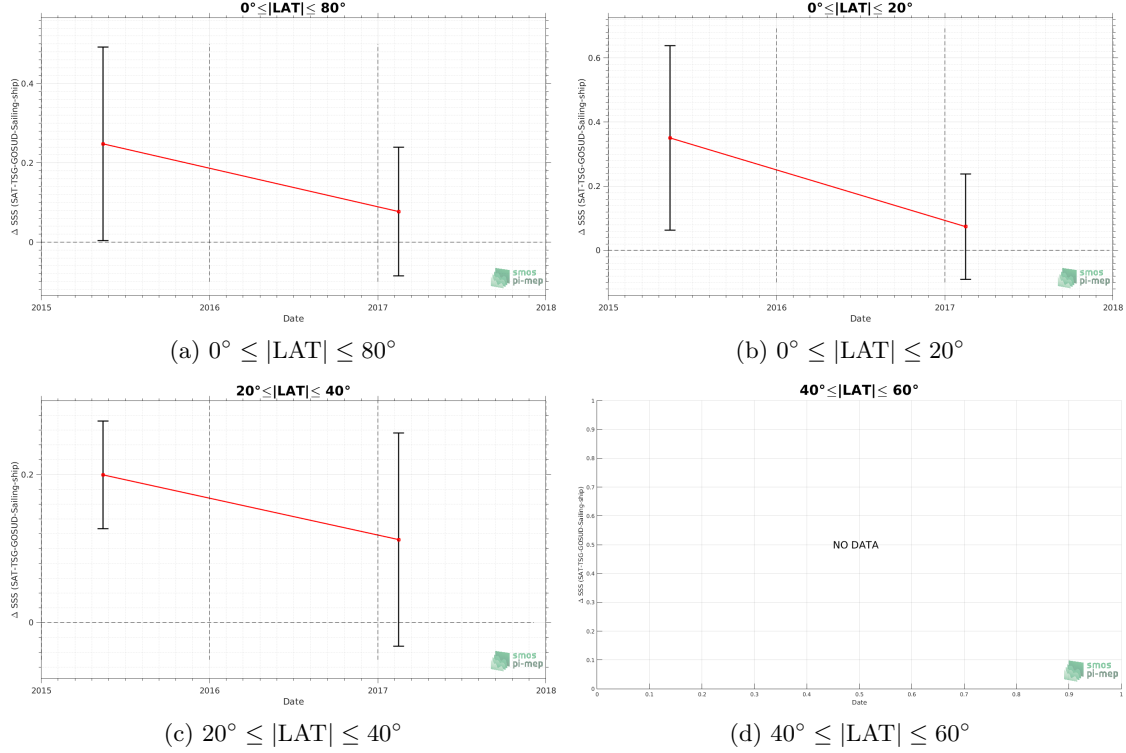 0°≤|LAT|≤ 80°
Δ SSS (SAT-TSG-GOSUD-Sailing-ship)
0.4
0.2
0
2015 2016 2017 2018
Date
smos
pi-mep
(a) 0° ≤ |LAT| ≤ 80°
0°≤|LAT|≤ 20°
Δ SSS (SAT-TSG-GOSUD-Sailing-ship)
0.6
0.4
0.2
0
2015 2016 2017 2018
Date
smos
pi-mep
(b) 0° ≤ |LAT| ≤ 20°
20°≤|LAT|≤ 40°
Δ SSS (SAT-TSG-GOSUD-Sailing-ship)
0.2
0
2015 2016 2017 2018
Date
smos
pi-mep
(c) 20° ≤ |LAT| ≤ 40°
40°≤|LAT|≤ 60°
Δ SSS (SAT-TSG-GOSUD-Sailing-ship)
1
0.9
0.8
0.7
0.6
0.5
0.4
0.3
0.2
0.1
0
NO DATA
0 0.1 0.2 0.3 0.4 0.5 0.6 0.7 0.8 0.9 1
Date
smos
pi-mep
(d) 40° ≤ |LAT| ≤ 60°